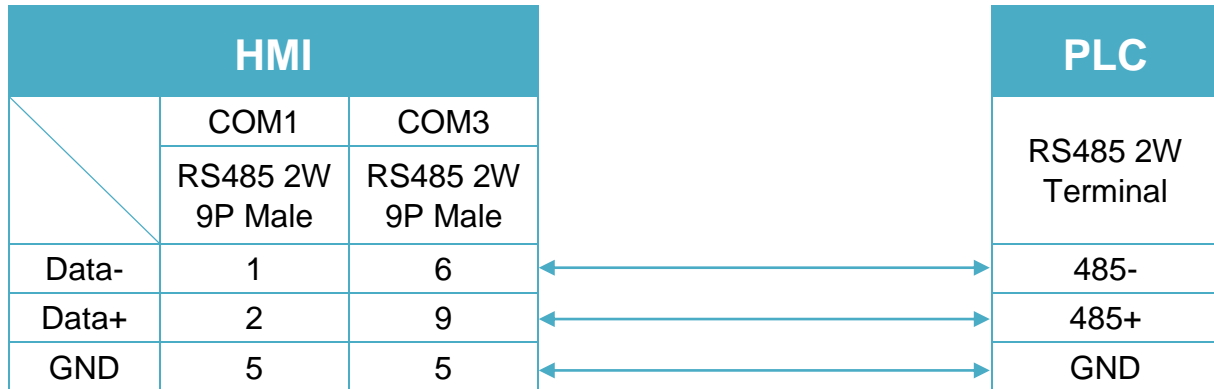 HMI
PLC
COM1 COM3
RS485 2W
9P Male
RS485 2W
9P Male
RS485 2W
Terminal
Data- 1 6 485-
Data+ 2 9 485+
GND 5 5 GND